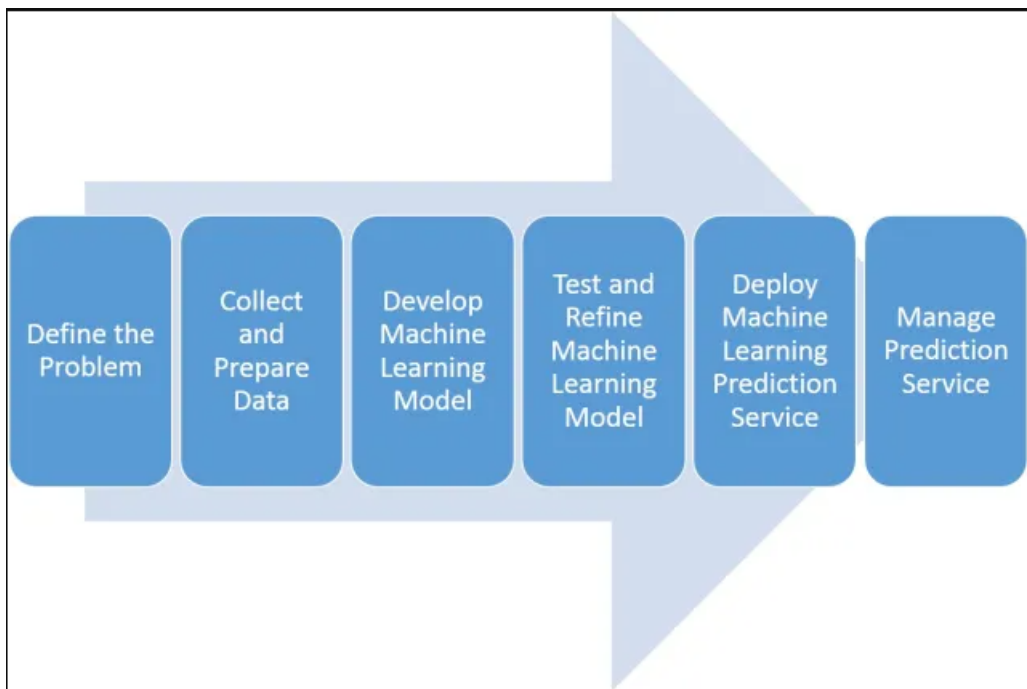 Define the
Problem
Collect
and
Prepare
Data
Develop
Machine
Learning
Model
Test and
Refine
Machine
Learning
Model
Deploy
Machine
Learning
Prediction
Service
Manage
Prediction
Service